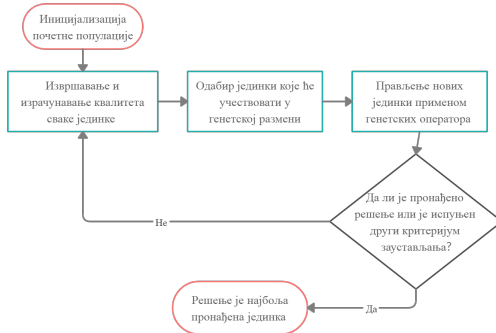 Иницијализација
почетне популације
Извршавање и
израчунавање квалитета
сваке јединке
Одабир јединки које ће
учествовати у
генетској размени
Прављење нових
јединки применом
генетских оператора
Да ли је пронађено
решење или је испуњен
други критеријум
заустављања?
Не
Да
Решење је најбоља
пронађена јединка